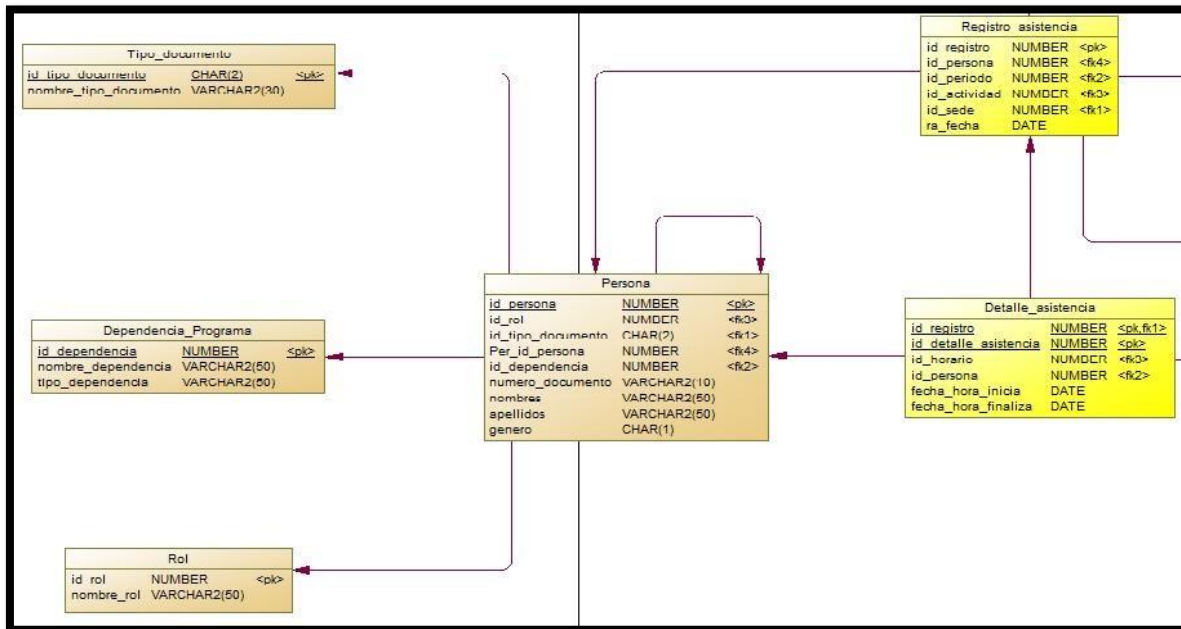 Tipo_documento
id_tipo_documento CHAR(2) <pk>
nombre_tipo_documento VARCHAR2(30)
Registro_asistencia
id_registro NUMBER <pk>
id_persona NUMBER <fk4>
id_periodo NUMBER <fk2>
id_actividad NUMBER <fk3>
id_sede NUMBER <fk1>
ra_fecha DATE
Persona
id_persona NUMBER <pk>
id_rol NUMBER <fk3>
id_tipo_documento CHAR(2) <fk1>
Per_id_persona NUMBER <fk4>
id_dependencia NUMBER <fk2>
numero_documento VARCHAR2(10)
nombres VARCHAR2(50)
apellidos VARCHAR2(50)
genero CHAR(1)
Dependencia_Programa
id_dependencia NUMBER <pk>
nombre_dependencia VARCHAR2(50)
tipo_dependencia VARCHAR2(50)
Detalle_asistencia
id_registro NUMBER <pk,fk1>
id_detalle_asistencia NUMBER <pk>
id_horario NUMBER <fk3>
id_persona NUMBER <fk2>
fecha_hora_inicia DATE
fecha_hora_finaliza DATE
Rol
id_rol NUMBER <pk>
nombre_rol VARCHAR2(50)